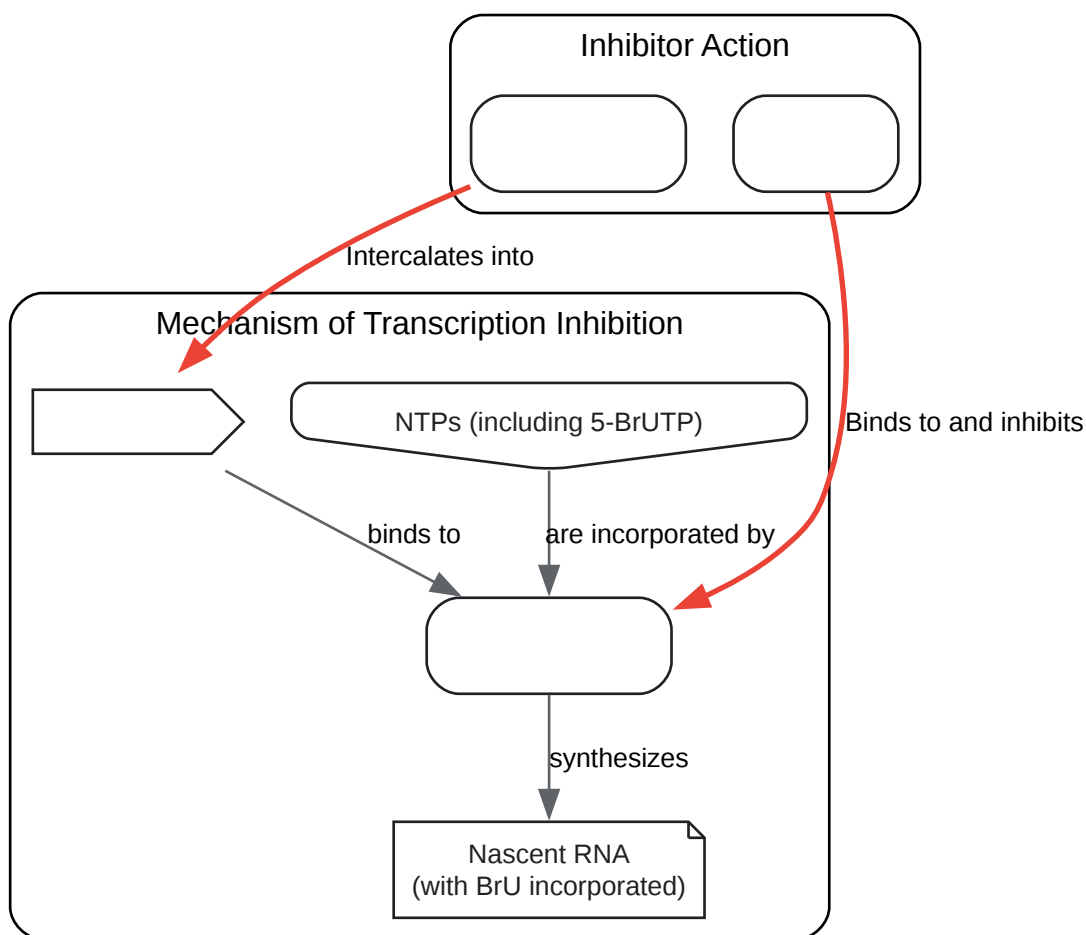 Inhibitor Action
Intercalates into
Mechanism of Transcription Inhibition
NTPs (including 5-BrUTP)
Binds to and inhibits
binds to
are incorporated by
synthesizes
Nascent RNA
(with BrU incorporated)